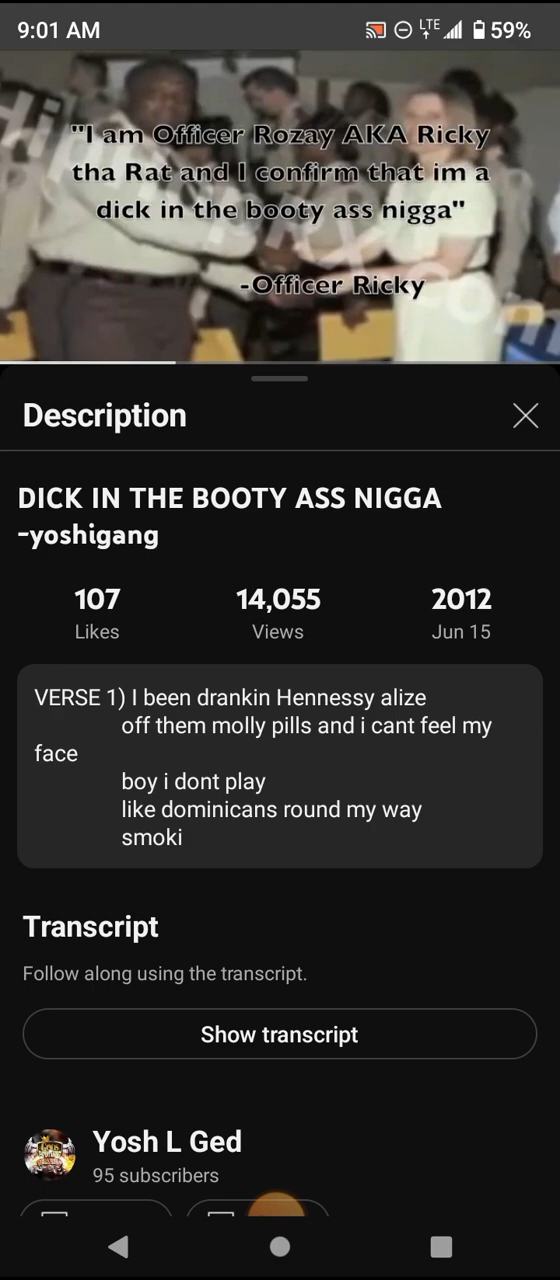 9:01 AM
LTE
59%
"I am Officer Rozay AKA Ricky
tha Rat and I confirm that im a
dick in the booty ass nigga"
-Officer Ricky
Description
DICK IN THE BOOTY ASS NIGGA
-yoshigang
107
14,055
2012
Likes
Views
Jun 15
VERSE 1) I been drankin Hennessy alize
off them molly pills and i cant feel my
face
boy i dont play
like dominicans round my way
smoki
Transcript
Follow along using the transcript.
Show transcript
Yosh L Ged
95 subscribers